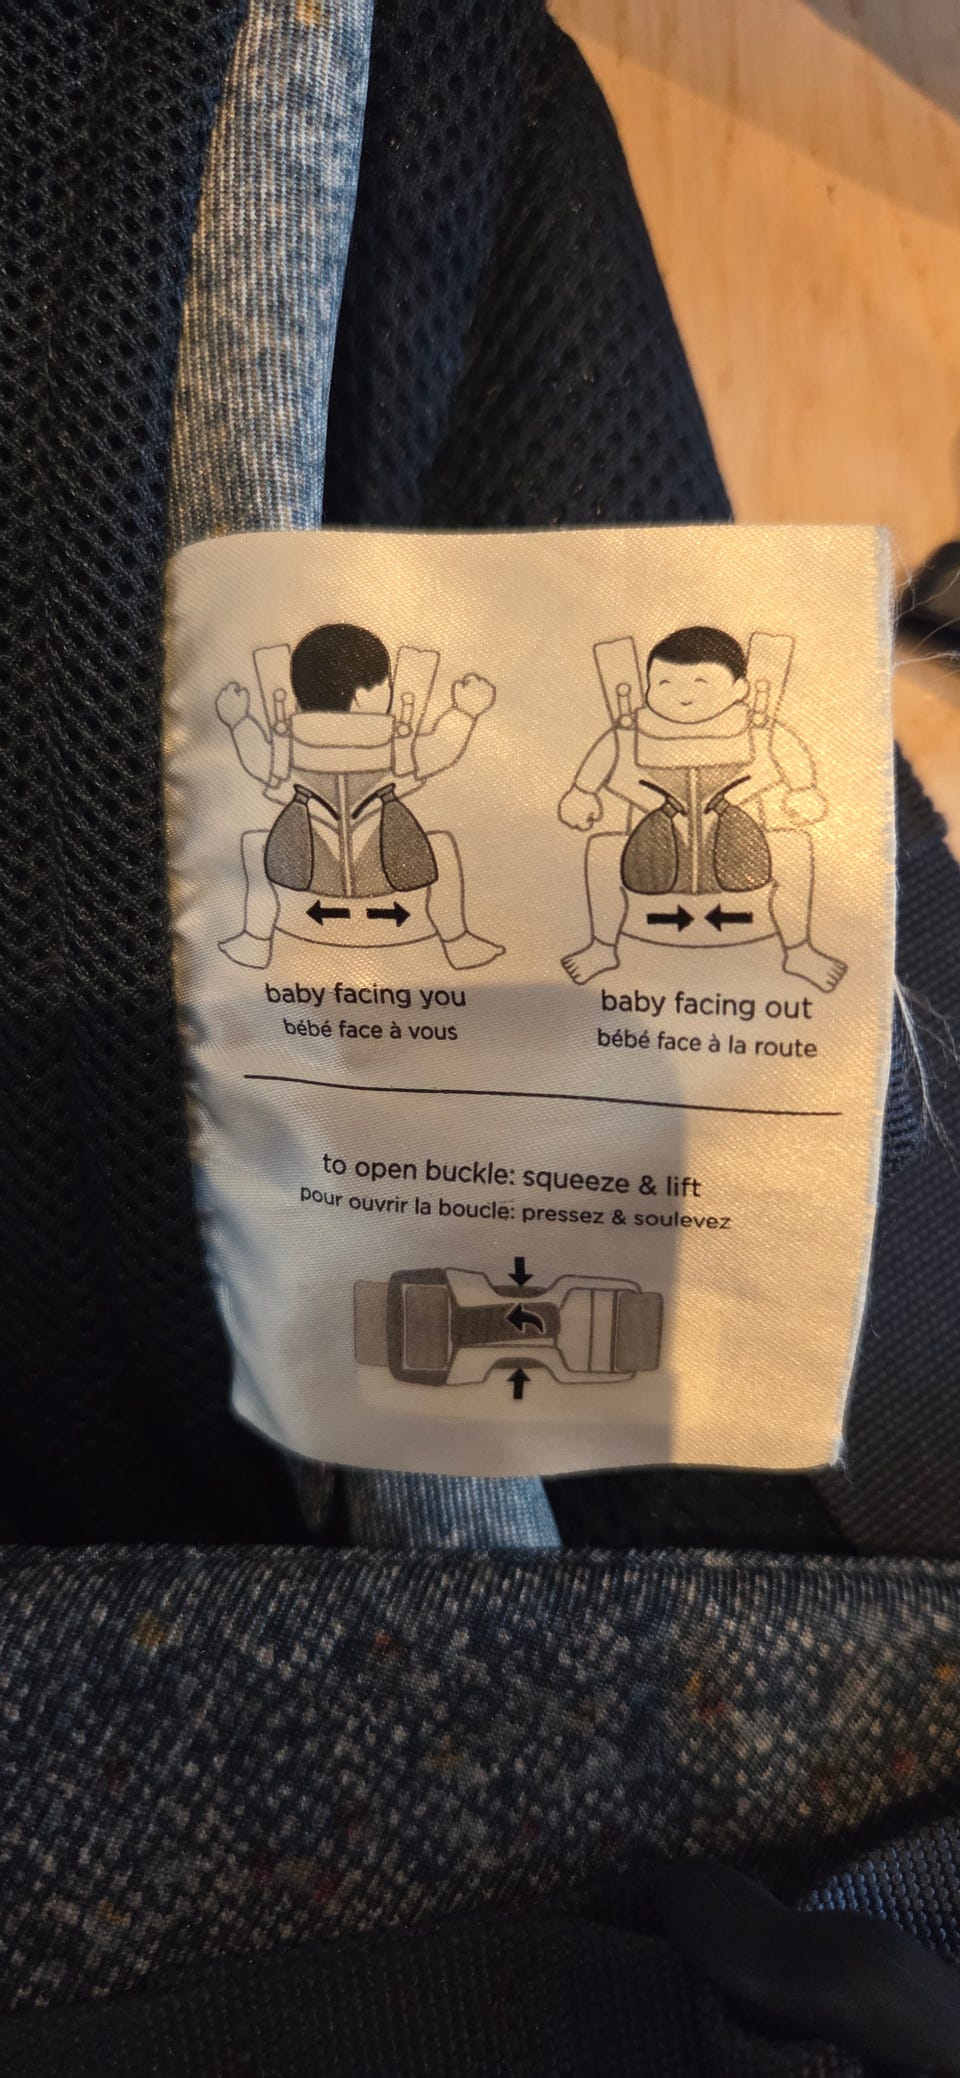 baby facing you
bébé face à vous
baby facing out
bébé face à la route
to open buckle: squeeze & lift
pour ouvrir la boucle: pressez & soulevez